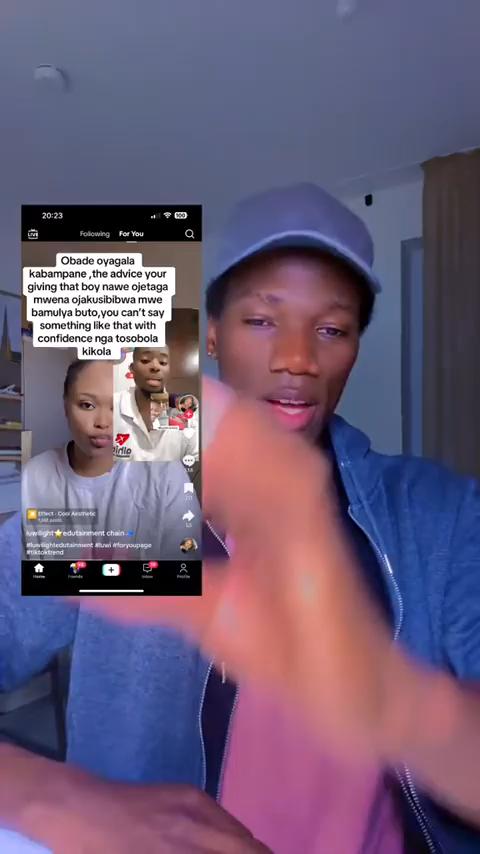 20:23
100
LIVE
Following
For You
Obade oyagala
kabampane ,the advice your
giving that boy nawe ojetaga
mwena ojakusibibwa mwe
bamulya buto,you can't say
something like that with
confidence nga tosobola
kikola
Effect · Cool Aesthetic
luwilight⭐edutainment chain
#luwilightedutainment #luwi #foryoupage
#tiktoktrend
Home
Friends
Inbox
Profile